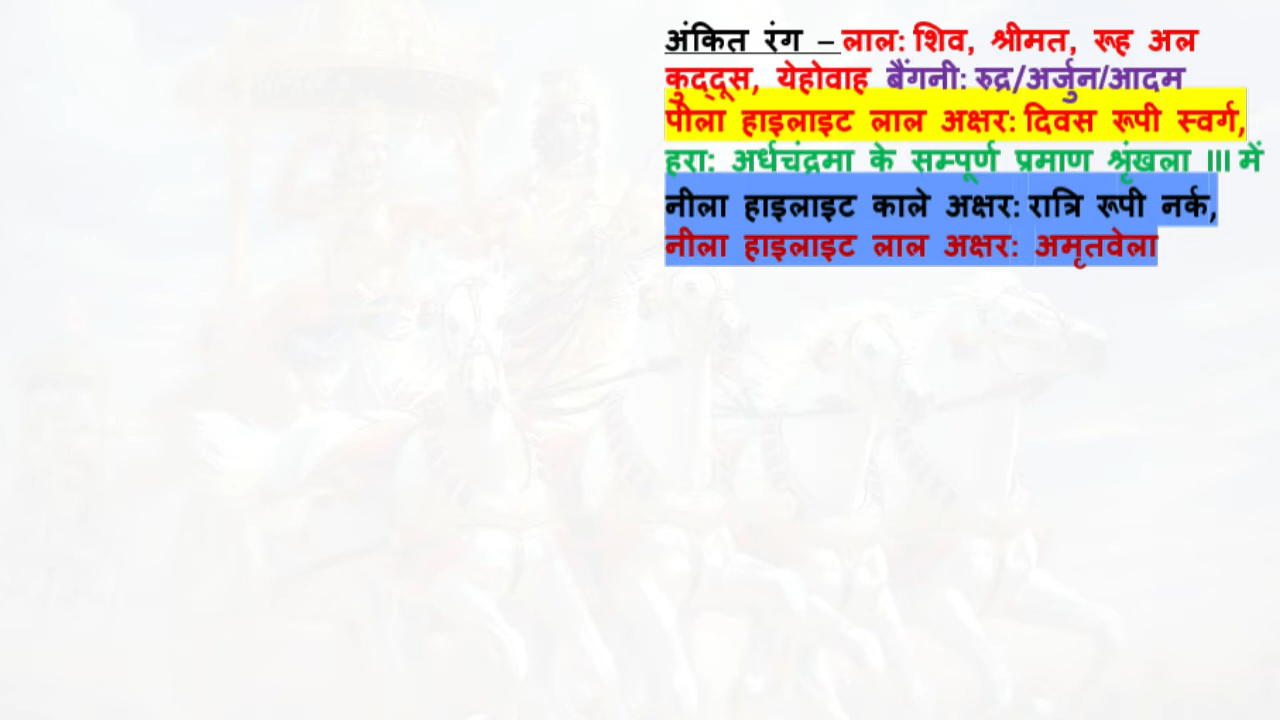 अंकित रंग – लाल: शिव, श्रीमत, रूह अल
कुद्दूस, येहोवाह बैंगनी: रुद्र/अर्जुन/आदम
पीला हाइलाइट लाल अक्षर: दिवस रूपी स्वर्ग,
हरा: अर्धचंद्रमा के सम्पूर्ण प्रमाण श्रृंखला III में
नीला हाइलाइट काले अक्षर: रात्रि रूपी नर्क,
नीला हाइलाइट लाल अक्षर: अमृतवेला